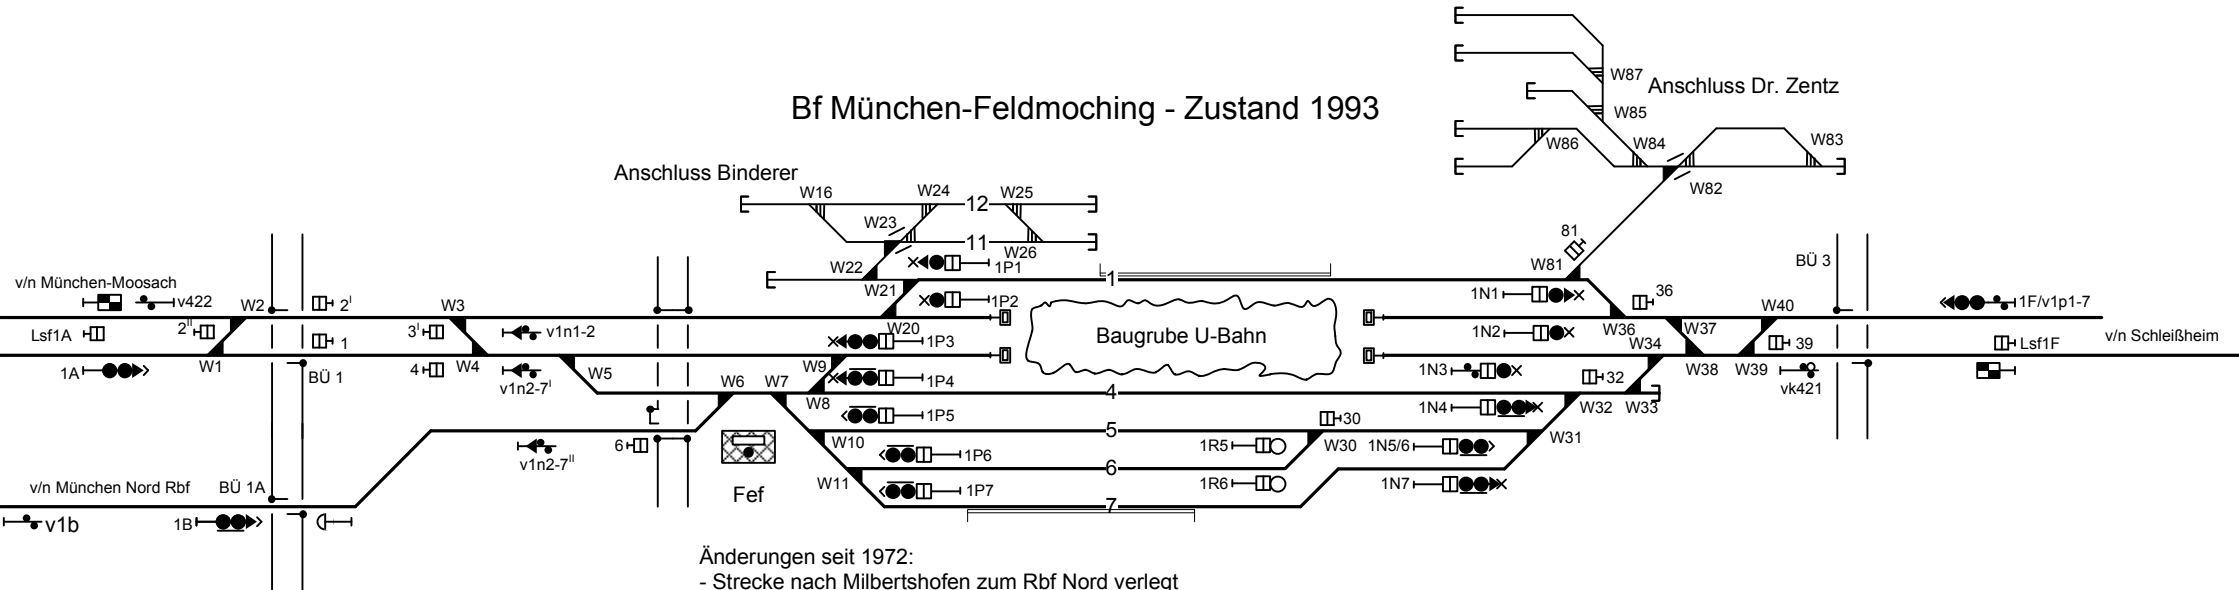 Bf München-Feldmoching - Zustand 1993
W87
Anschluss Dr. Zentz
W85
W86
W84
W83
W82
Anschluss Binderer
W16
W24
W25
12
W23
11
W26
81
W22
1P1
W81
BÜ 3
v/n München-Moosach
v422
W2
2I
W3
W21
1P2
1
1N1
36
W40
1F/v1p1-7
Lsf1A
2II
1
3I
v1n1-2
W20
1P3
Baugrube U-Bahn
1N2
W36
W37
39
Lsf1F
v/n Schleißheim
1A
W1
BÜ 1
4
W4
v1n2-7I
W5
W9
1P4
1N3
32
W34
W38
W39
vk421
W6
W7
W8
4
1P5
1N4
W32
W33
30
v1n2-7II
6
W10
5
1P6
1R5
W30
1N5/6
W31
v/n München Nord Rbf
BÜ 1A
Fef
W11
6
1P7
1R6
1N7
v1b
1B
7
Änderungen seit 1972:
- Strecke nach Milbertshofen zum Rbf Nord verlegt